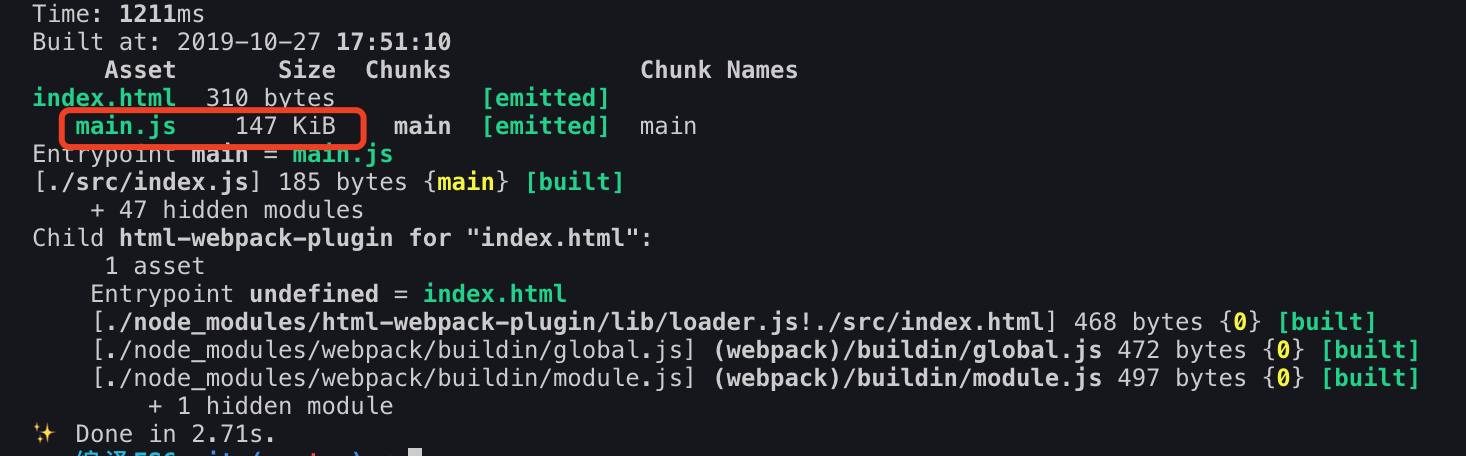 Time: 1211ms
Built at: 2019-10-27 17:51:10
Asset Size Chunks Chunk Names
index.html 310 bytes [emitted]
main.js 147 KiB main [emitted] main
Entrypoint main = main.js
[./src/index.js] 185 bytes {main} [built]
+ 47 hidden modules
Child html-webpack-plugin for "index.html":
1 asset
Entrypoint undefined = index.html
[./node_modules/html-webpack-plugin/lib/loader.js!./src/index.html] 468 bytes {0} [built]
[./node_modules/webpack/buildin/global.js] (webpack)/buildin/global.js 472 bytes {0} [built]
[./node_modules/webpack/buildin/module.js] (webpack)/buildin/module.js 497 bytes {0} [built]
+ 1 hidden module
✨ Done in 2.71s.